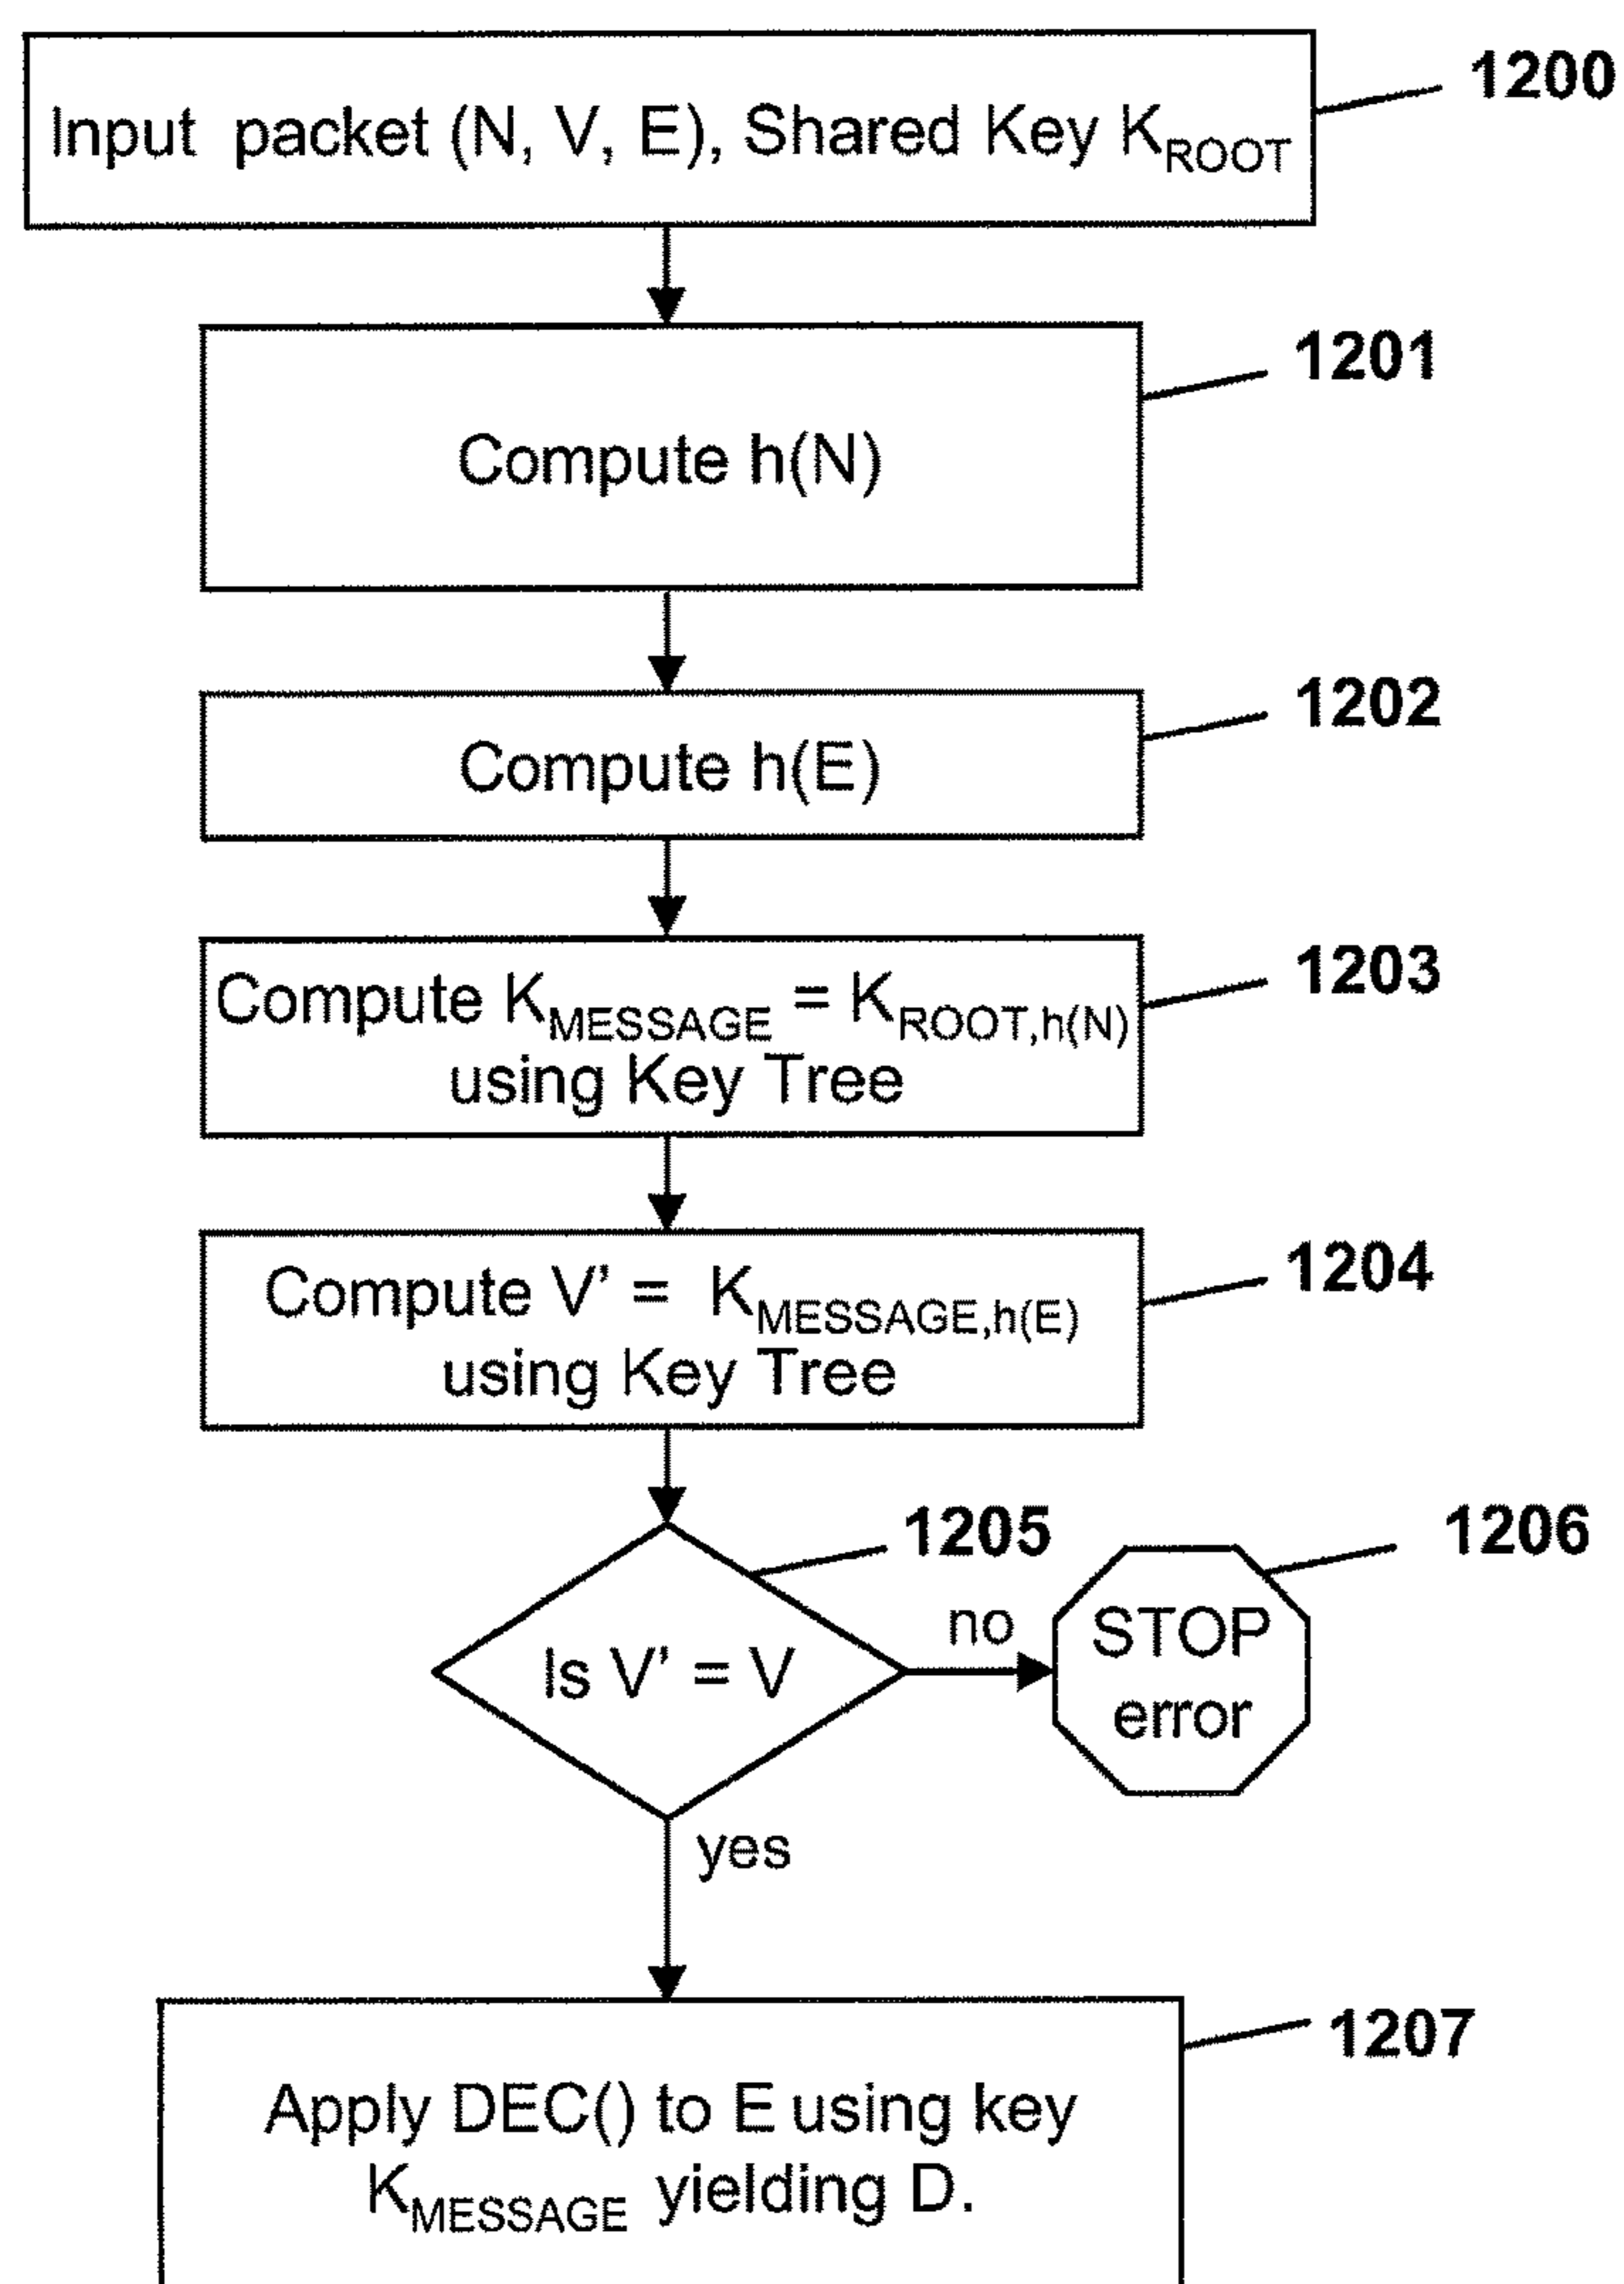 Input packet (N, V, E), Shared Key K_ROOT
1200
1201
Compute h(N)
1202
Compute h(E)
1203
Compute K_MESSAGE = K_ROOT,h(N)
using Key Tree
1204
Compute V' = K_MESSAGE,h(E)
using Key Tree
1205
1206
Is V' = V
no
STOP
error
yes
1207
Apply DEC() to E using key
K_MESSAGE yielding D.